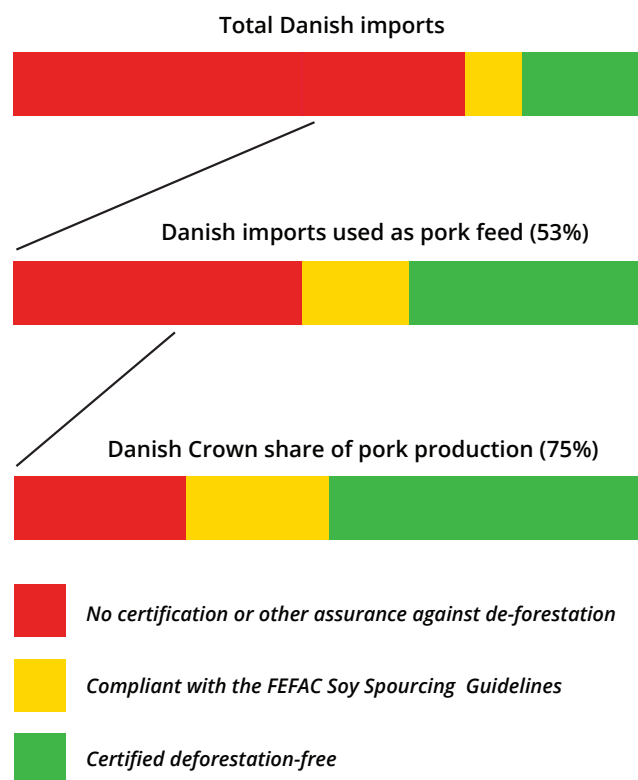 Total Danish imports
Danish imports used as pork feed (53%)
Danish Crown share of pork production (75%)
No certification or other assurance against de-forestation
Compliant with the FEFAC Soy Spourcing  Guidelines
Certified deforestation-free